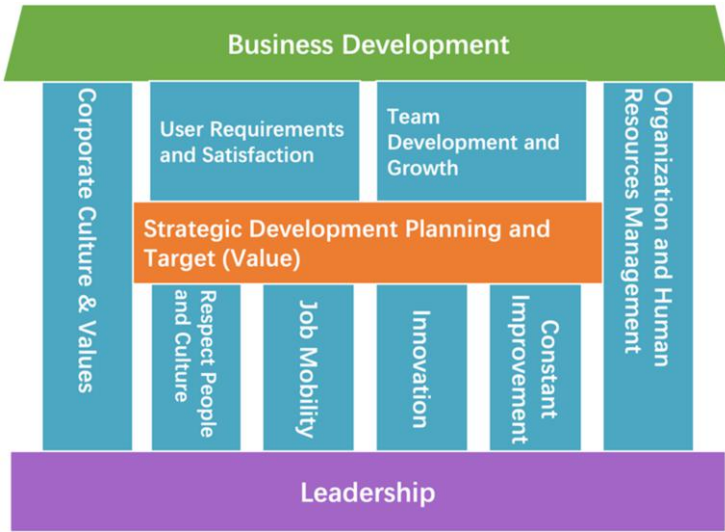 Business Development
Corporate Culture & Values
User Requirements
and Satisfaction
Team
Development and
Growth
Organization and Human
Resources Management
Strategic Development Planning and
Target (Value)
Respect People
and Culture
Job Mobility
Innovation
Constant
Improvement
Leadership